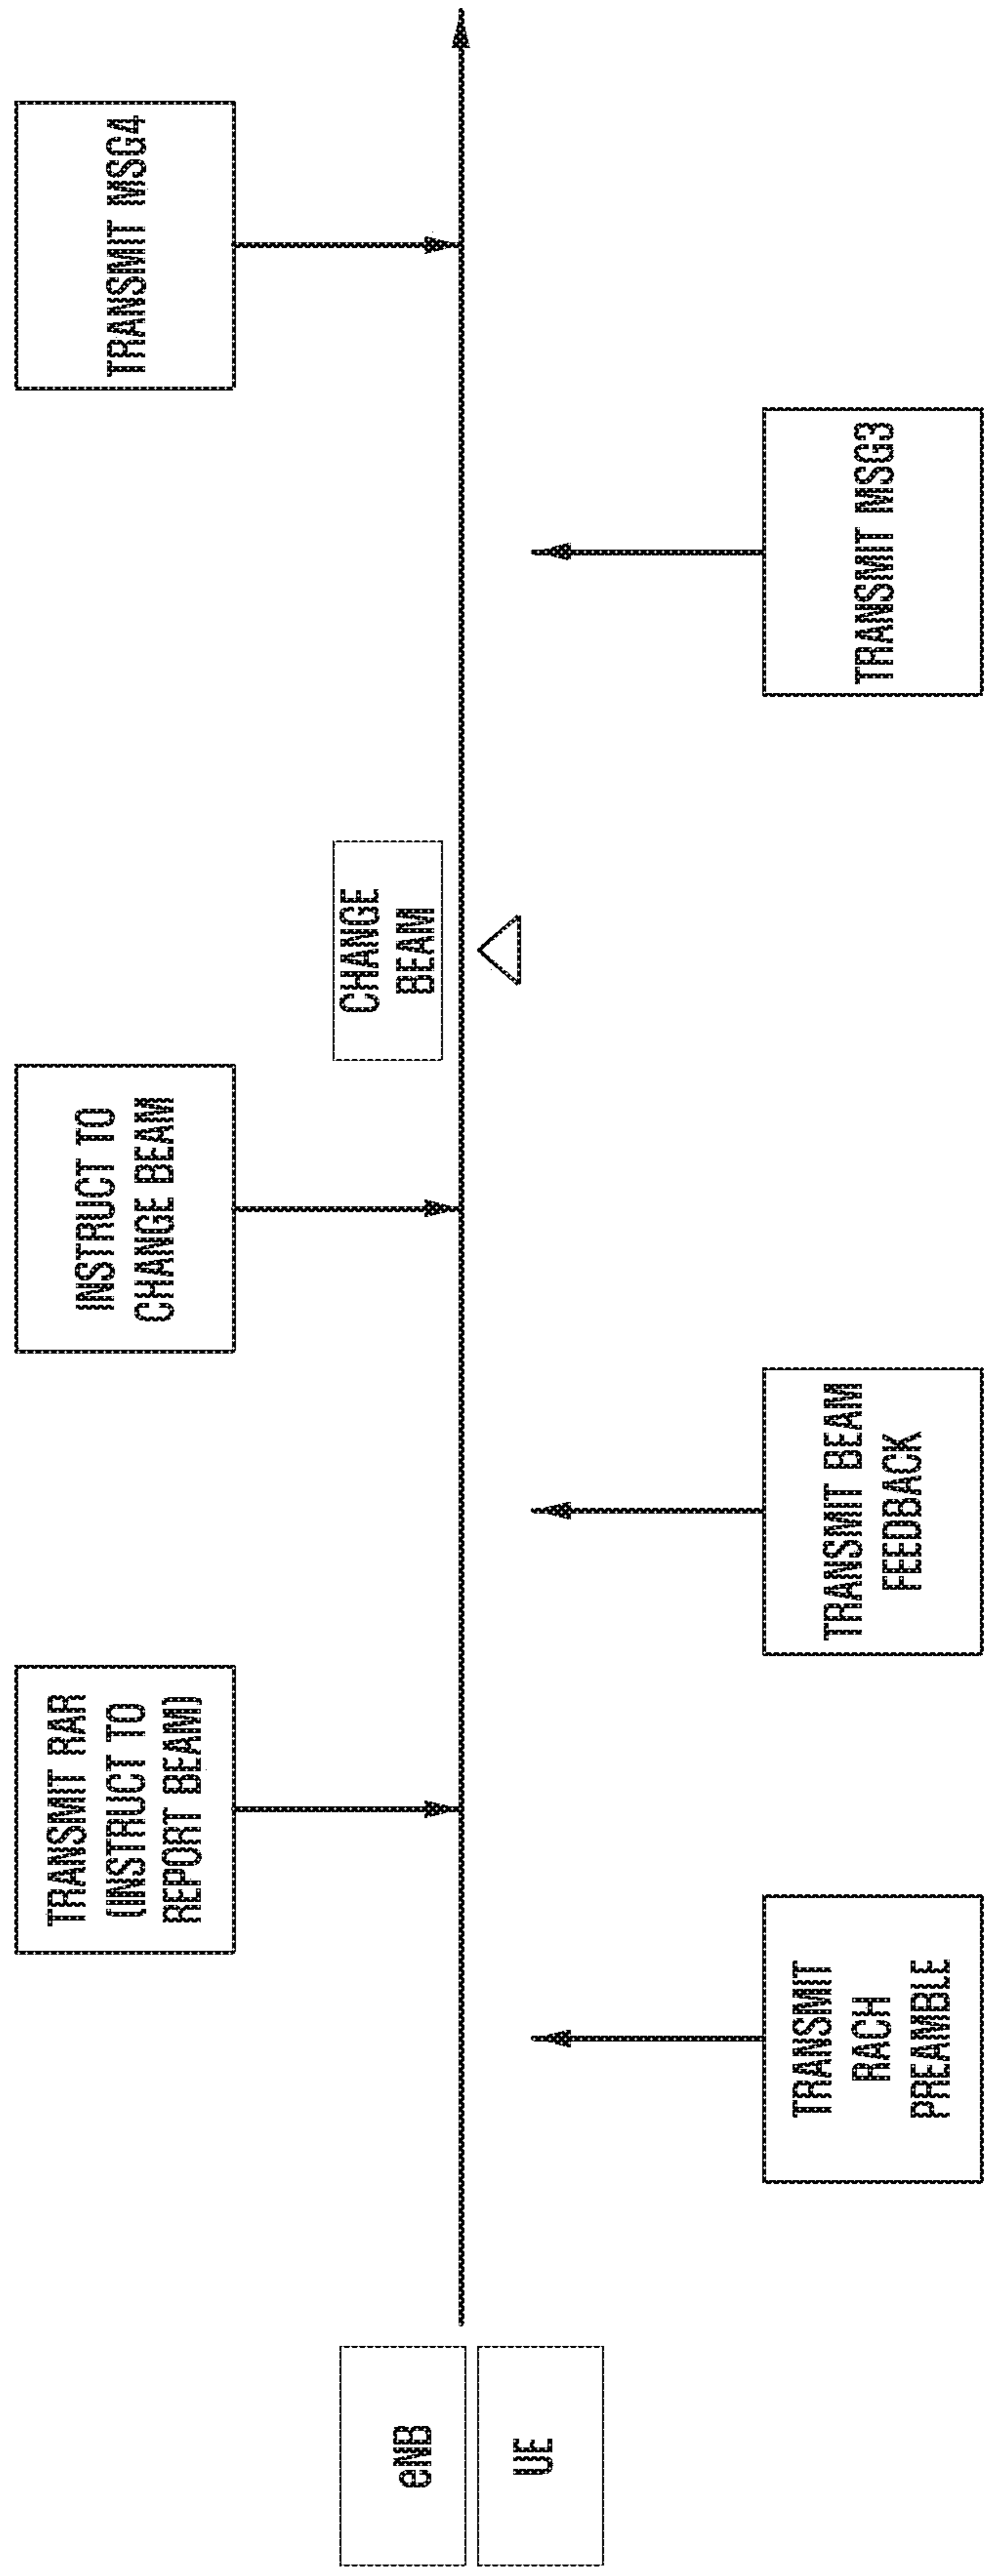 eNB
UE
TRANSMIT
RACH
PREAMBLE
TRANSMIT RAR
(INSTRUCT TO
REPORT BEAM)
TRANSMIT BEAM
FEEDBACK
INSTRUCT TO
CHANGE BEAM
CHANGE
BEAM
TRANSMIT MSG3
TRANSMIT MSG4